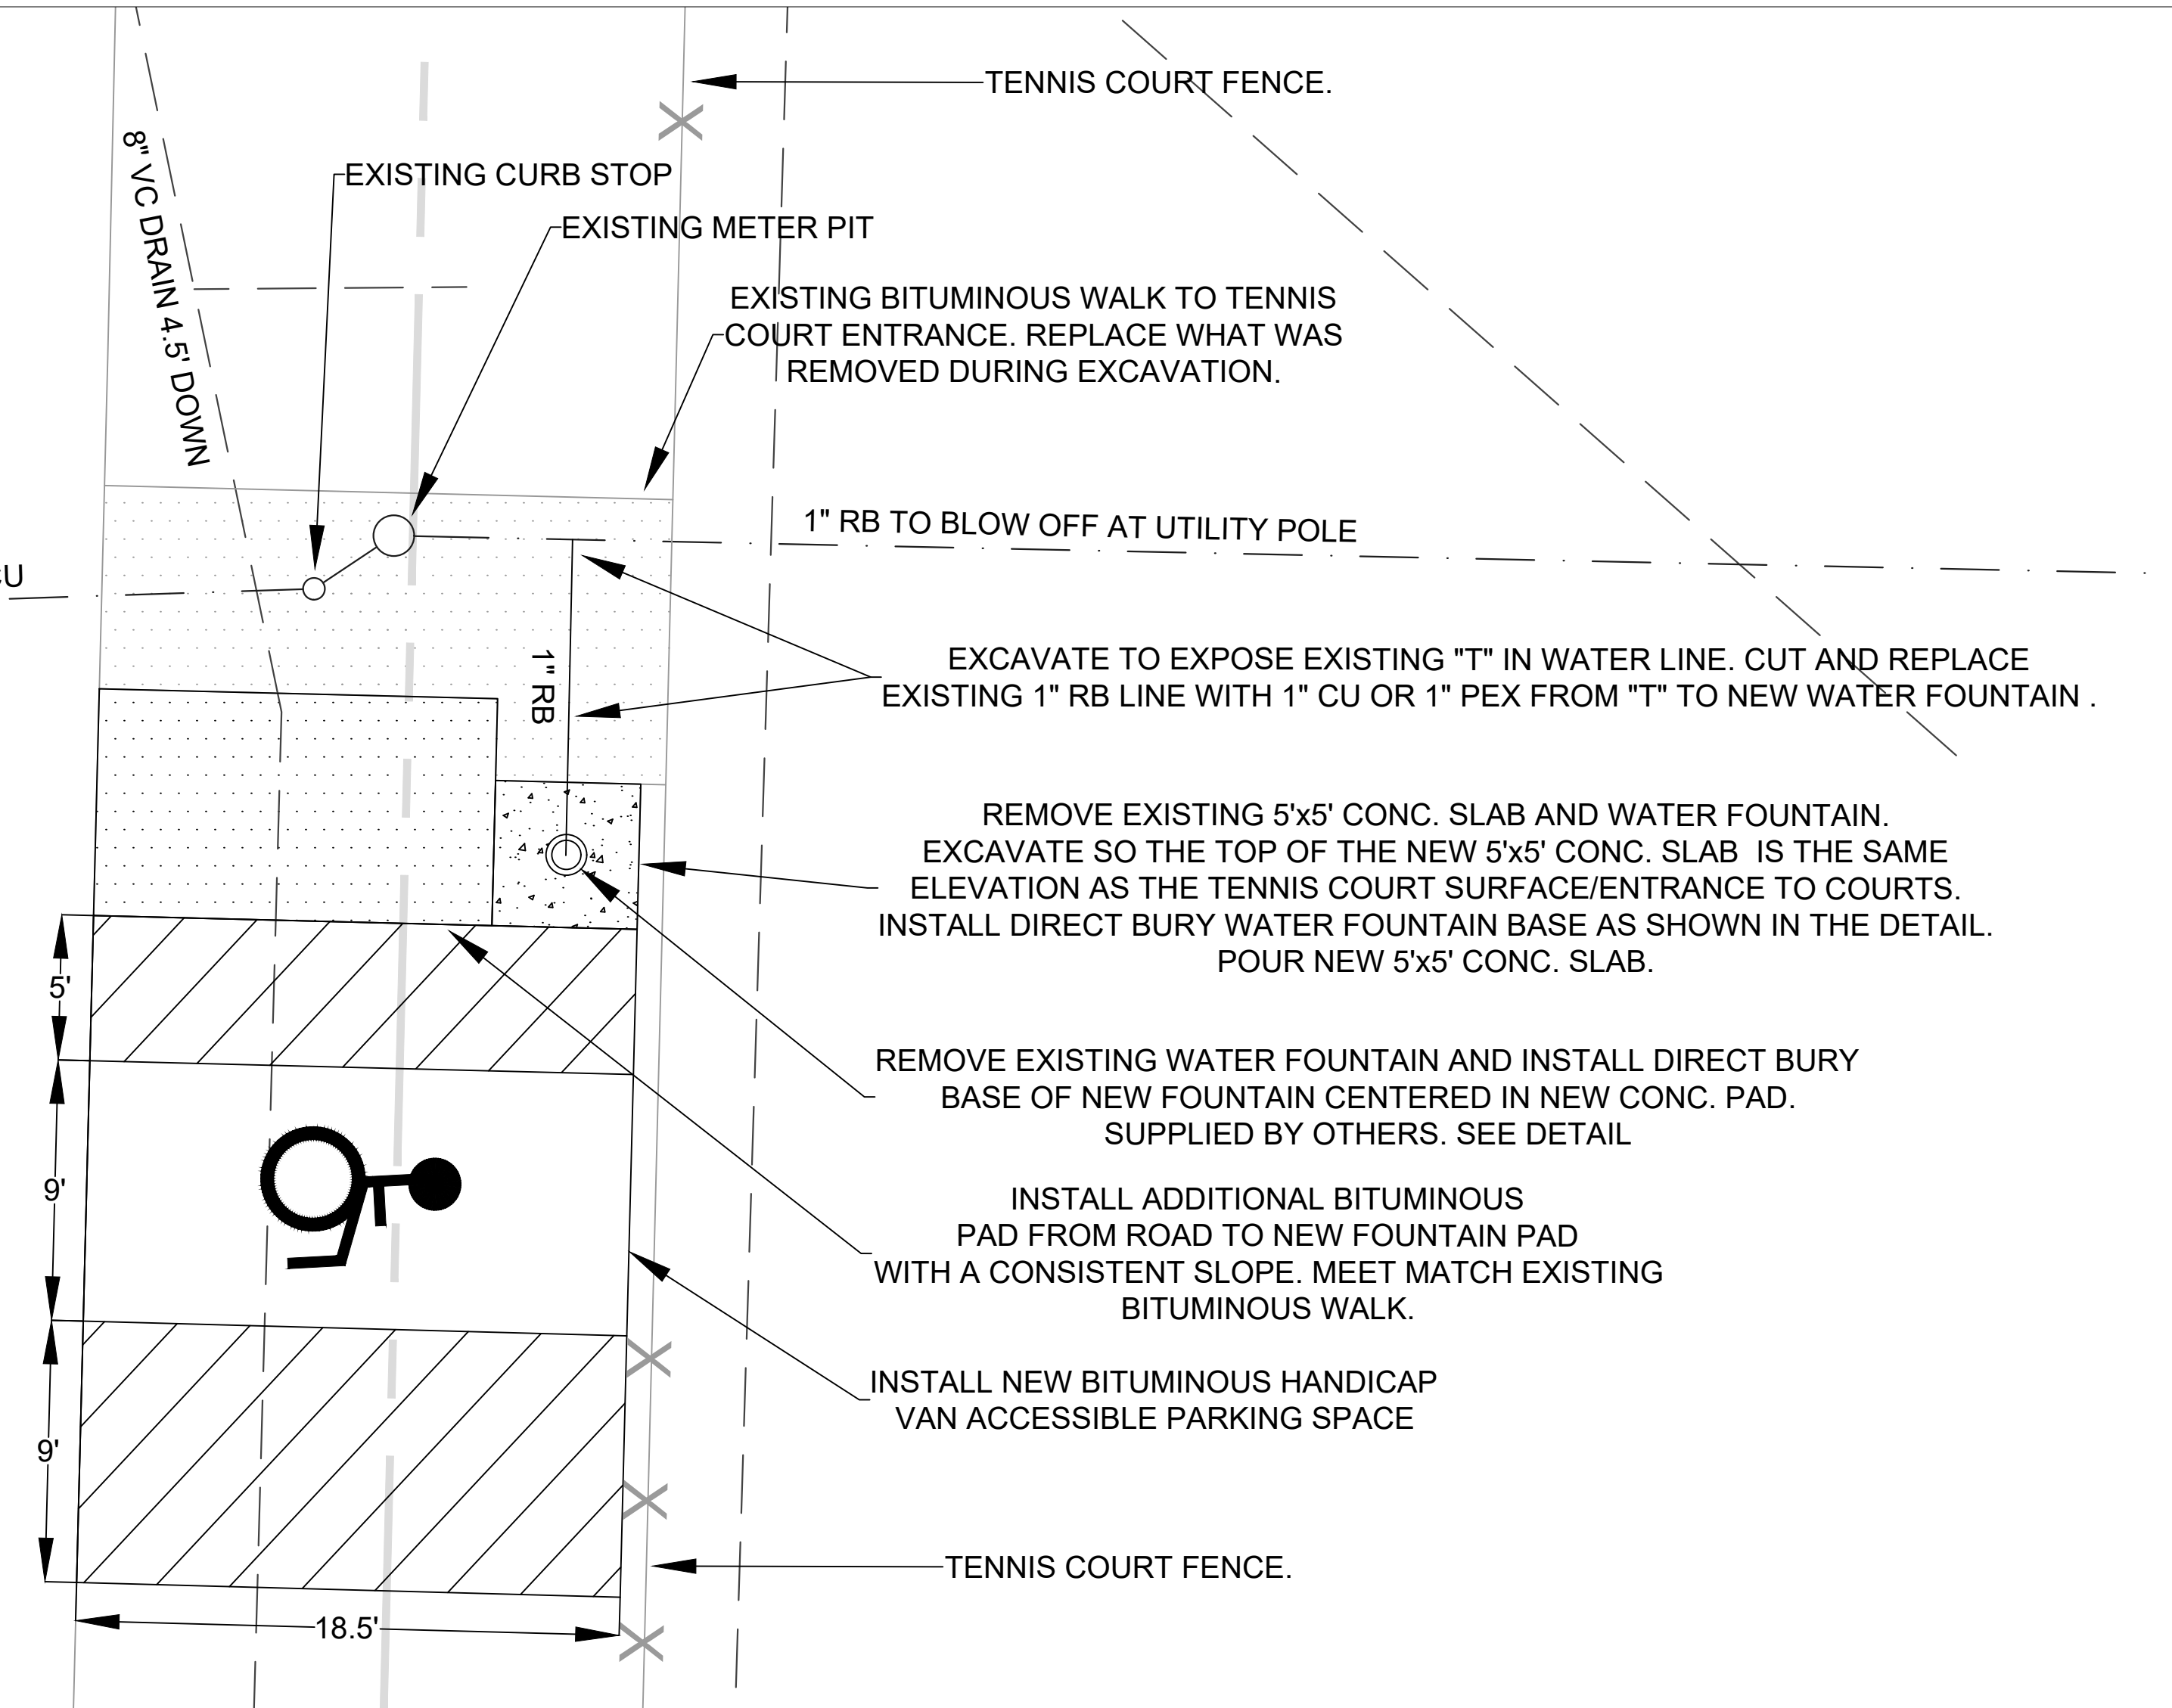 TENNIS COURT FENCE.
8" VC DRAIN 4.5' DOWN
EXISTING CURB STOP
EXISTING METER PIT
EXISTING BITUMINOUS WALK TO TENNIS
COURT ENTRANCE. REPLACE WHAT WAS
REMOVED DURING EXCAVATION.
1" RB TO BLOW OFF AT UTILITY POLE
CU
1" RB
EXCAVATE TO EXPOSE EXISTING "T" IN WATER LINE. CUT AND REPLACE
EXISTING 1" RB LINE WITH 1" CU OR 1" PEX FROM "T" TO NEW WATER FOUNTAIN .
REMOVE EXISTING 5'x5' CONC. SLAB AND WATER FOUNTAIN.
EXCAVATE SO THE TOP OF THE NEW 5'x5' CONC. SLAB IS THE SAME
ELEVATION AS THE TENNIS COURT SURFACE/ENTRANCE TO COURTS.
INSTALL DIRECT BURY WATER FOUNTAIN BASE AS SHOWN IN THE DETAIL.
POUR NEW 5'x5' CONC. SLAB.
5'
REMOVE EXISTING WATER FOUNTAIN AND INSTALL DIRECT BURY
BASE OF NEW FOUNTAIN CENTERED IN NEW CONC. PAD.
SUPPLIED BY OTHERS. SEE DETAIL
9'
INSTALL ADDITIONAL BITUMINOUS
PAD FROM ROAD TO NEW FOUNTAIN PAD
WITH A CONSISTENT SLOPE. MEET MATCH EXISTING
BITUMINOUS WALK.
INSTALL NEW BITUMINOUS HANDICAP
VAN ACCESSIBLE PARKING SPACE
9'
TENNIS COURT FENCE.
18.5'